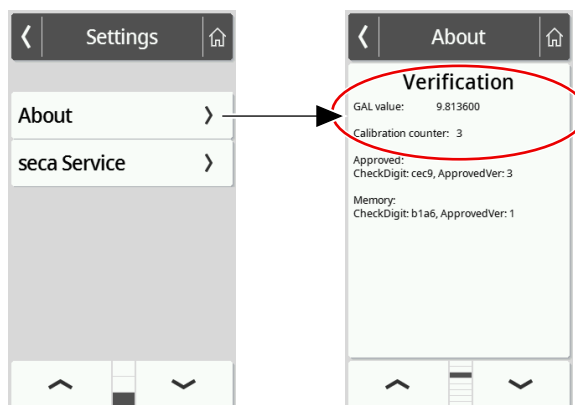 Settings
About
seca Service
About
Verification
GAL value: 9.813600
Calibration counter: 3
Approved:
CheckDigit: cec9, ApprovedVer: 3
Memory:
CheckDigit: b1a6, ApprovedVer: 1